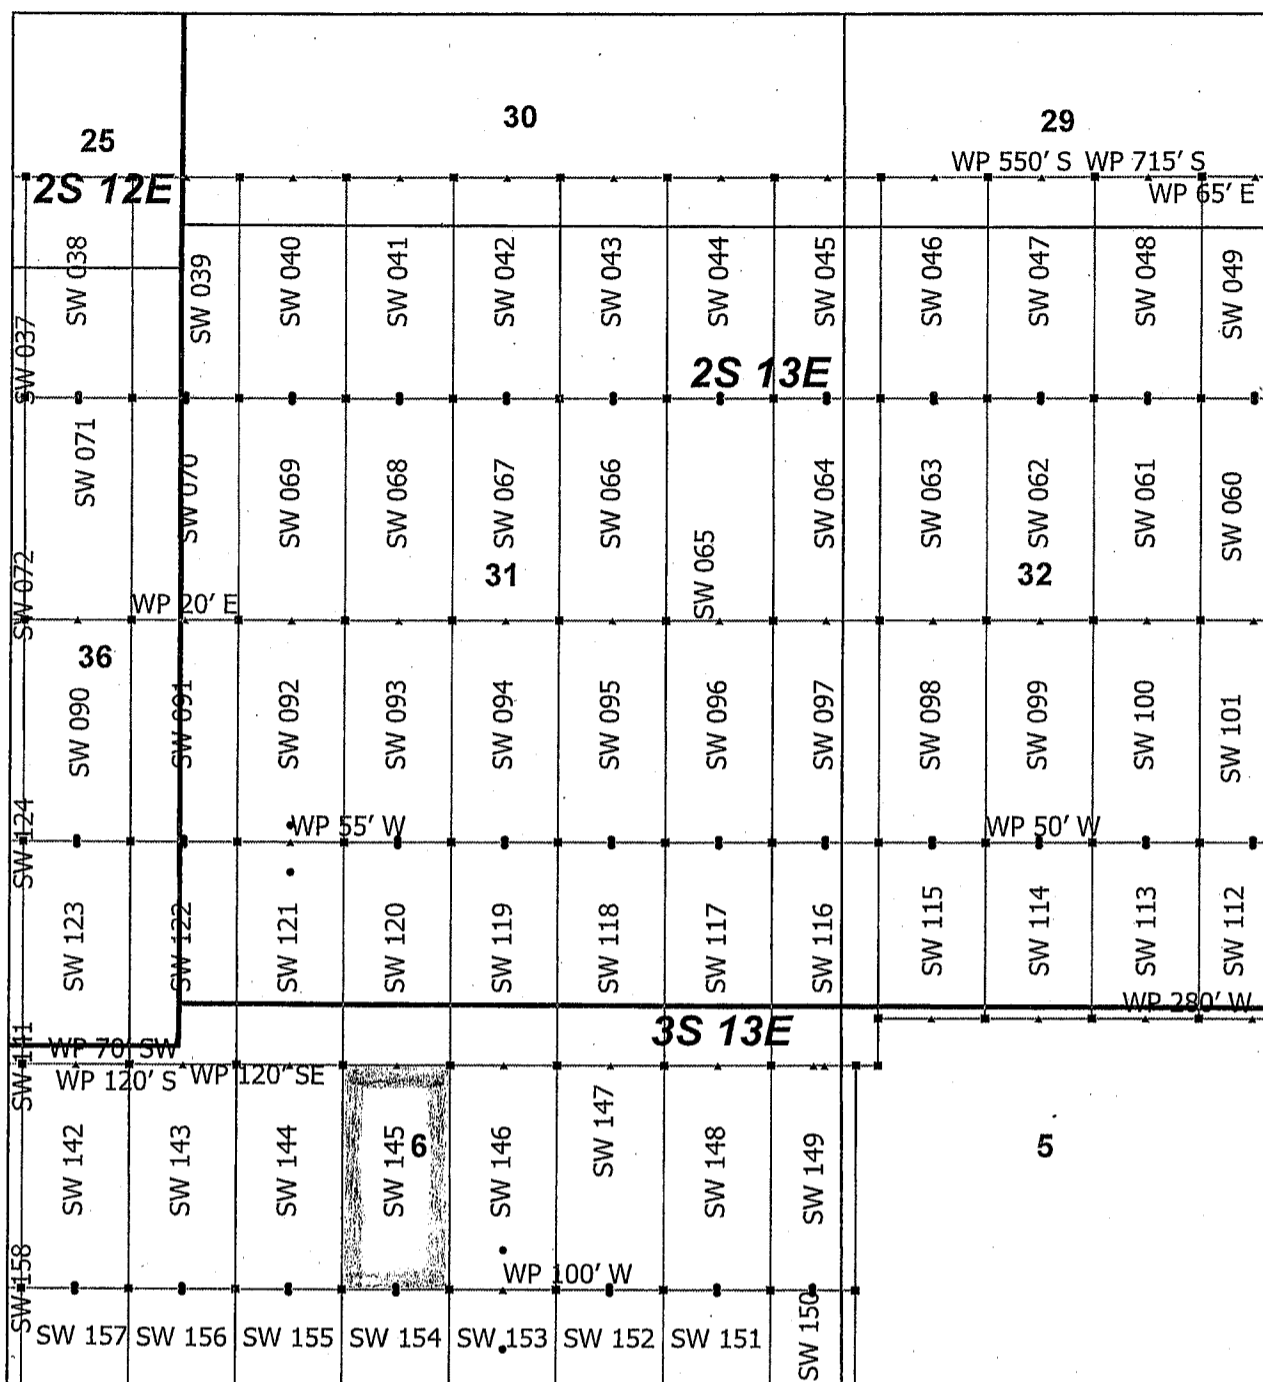 30
29
25
WP 550' S WP 715' S
2S 12E
WP 65' E
SW 037
SW 038
SW 039
SW 040
SW 041
SW 042
SW 043
SW 044
SW 045
SW 046
SW 047
SW 048
SW 049
2S 13E
SW 072
SW 071
SW 070
SW 069
SW 068
SW 067
SW 066
SW 065
SW 064
SW 063
SW 062
SW 061
SW 060
31
32
WP 20' E
36
SW 124
SW 090
SW 091
SW 092
SW 093
SW 094
SW 095
SW 096
SW 097
SW 098
SW 099
SW 100
SW 101
WP 55' W
WP 50' W
SW 123
SW 122
SW 121
SW 120
SW 119
SW 118
SW 117
SW 116
SW 115
SW 114
SW 113
SW 112
WP 280' W
3S 13E
SW 141
WP 70' SW
WP 120' S
WP 120' SE
SW 142
SW 143
SW 144
SW 145
6
SW 146
SW 147
SW 148
SW 149
5
SW 158
WP 100' W
SW 157
SW 156
SW 155
SW 154
SW 153
SW 152
SW 151
SW 150